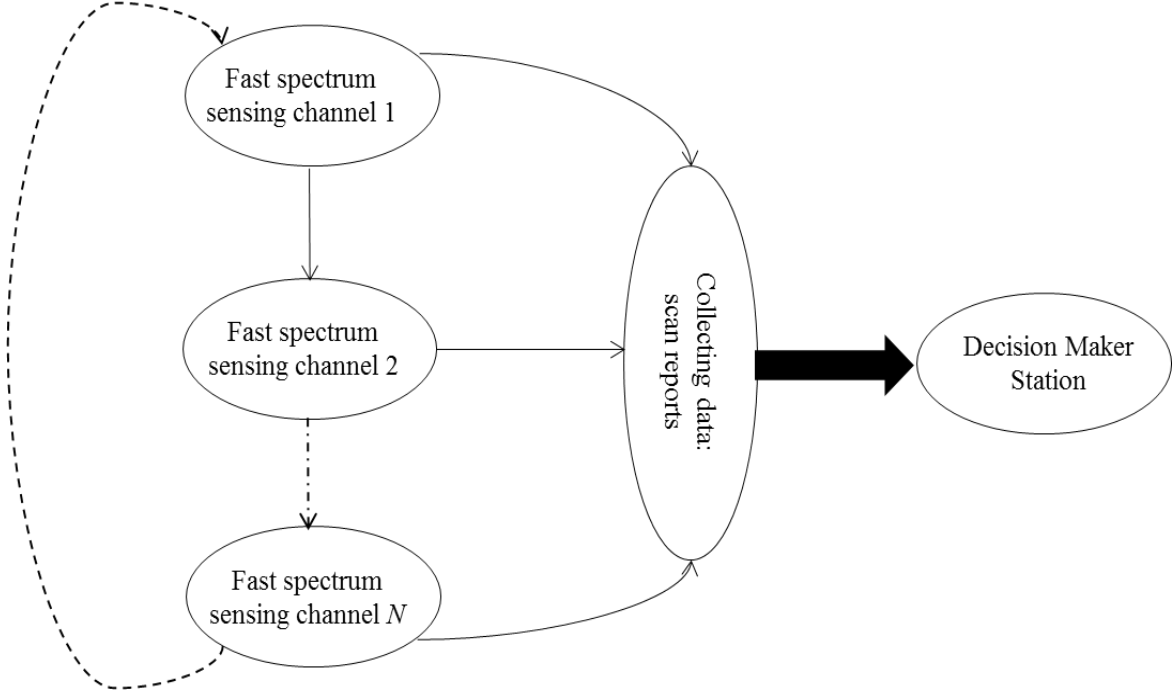 Fast spectrum
sensing channel 1
Fast spectrum
sensing channel 2
Fast spectrum
sensing channel N
Collecting data:
scan reports
Decision Maker
Station